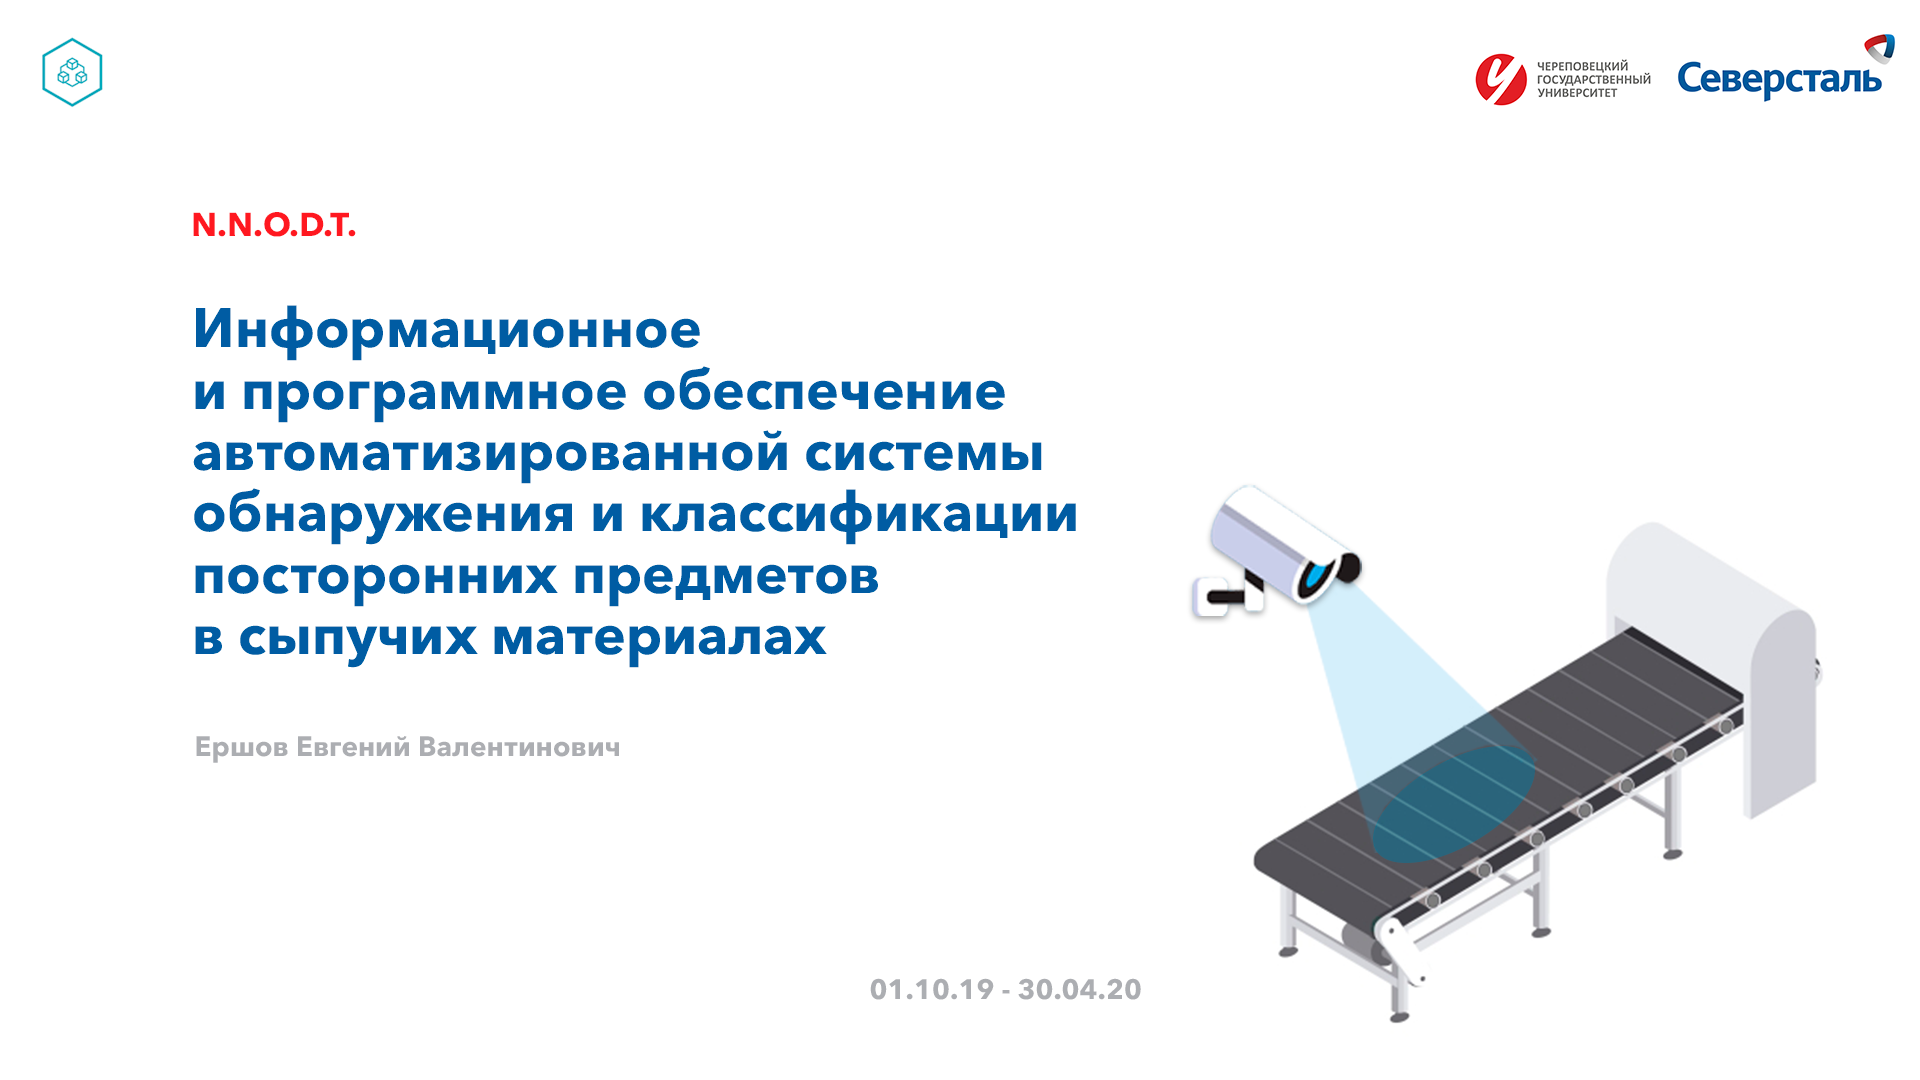 ЧЕРЕПОВЕЦКИЙ
ГОСУДАРСТВЕННЫЙ
УНИВЕРСИТЕТ
Северсталь
N.N.O.D.T.
Информационное
и программное обеспечение
автоматизированной системы
обнаружения и классификации
посторонних предметов
в сыпучих материалах
Ершов Евгений Валентинович
01.10.19 - 30.04.20